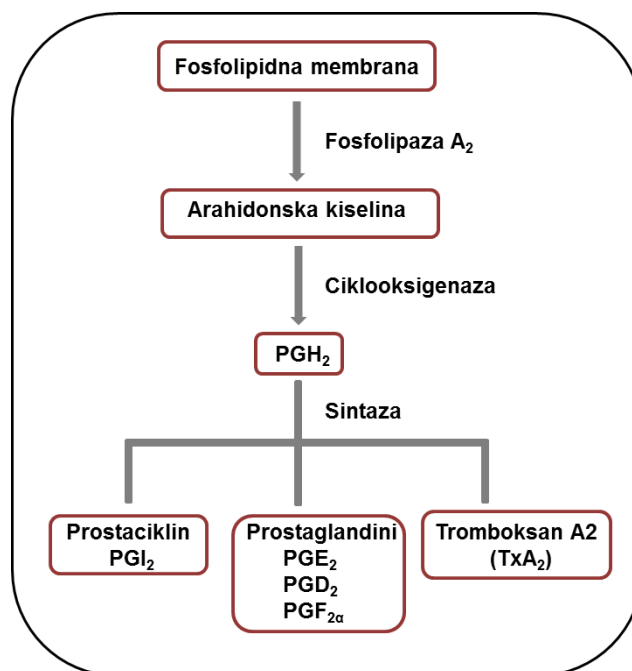 Fosfolipidna membrana
Fosfolipaza A₂
Arahidonska kiselina
Ciklooksigenaza
PGH₂
Sintaza
Prostaciklin
PGI₂
Prostaglandini
PGE₂
PGD₂
PGF₂α
Tromboksan A2
(TxA₂)